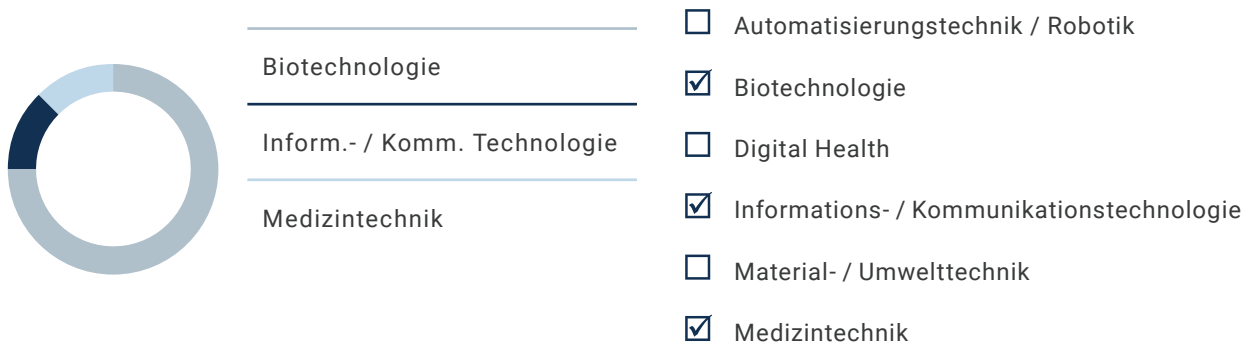 Biotechnologie
Inform.- / Komm. Technologie
Medizintechnik
Automatisierungstechnik / Robotik
Biotechnologie
Digital Health
Informations- / Kommunikationstechnologie
Material- / Umwelttechnik
Medizintechnik